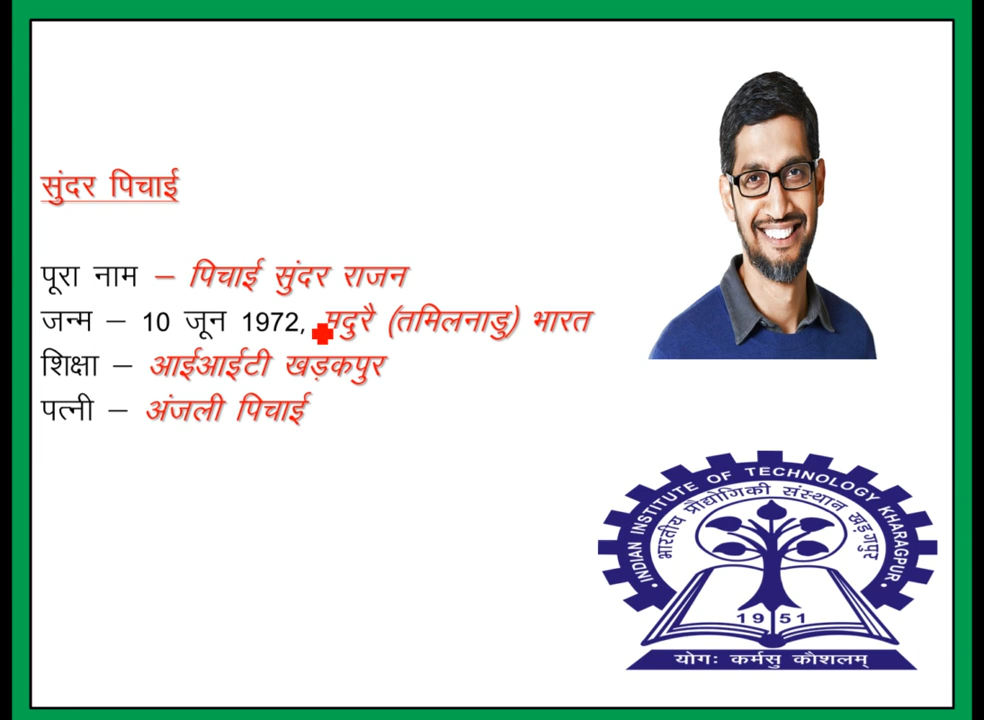 सुंदर पिचाई
पूरा नाम – पिचाई सुंदर राजन
जन्म – 10 जून 1972, मदुरै (तमिलनाडु) भारत
शिक्षा – आईआईटी खड़कपुर
पत्नी – अंजली पिचाई
• INDIAN INSTITUTE OF TECHNOLOGY KHARAGPUR •
भारतीय प्रौद्योगिकी संस्थान खड़गपुर
1951
योगः कर्मसु कौशलम्